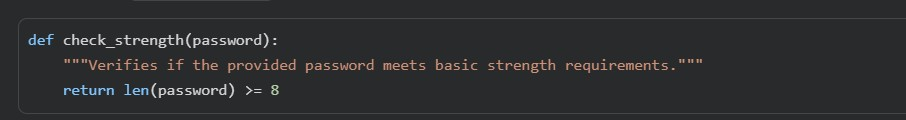 def check_strength(password):
    """Verifies if the provided password meets basic strength requirements."""
    return len(password) >= 8